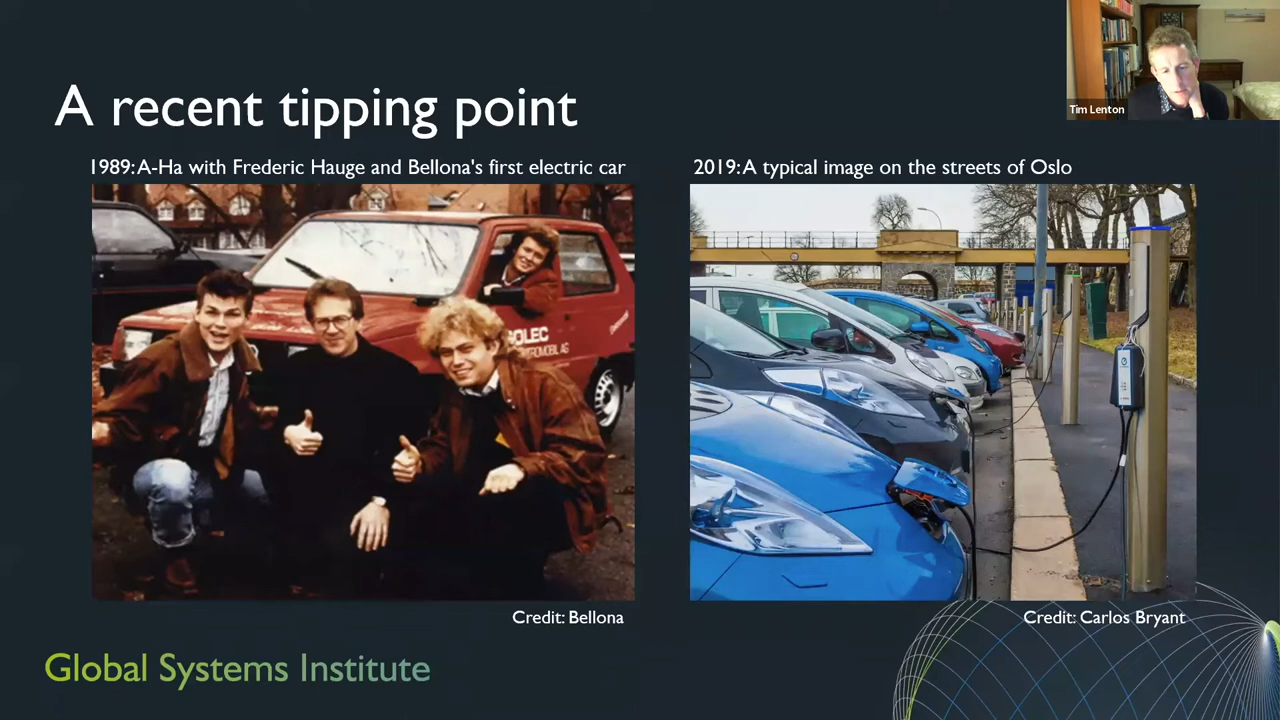 Tim Lenton
A recent tipping point
1989: A-Ha with Frederic Hauge and Bellona's first electric car
2019: A typical image on the streets of Oslo
OLEC
Credit: Bellona
Credit: Carlos Bryant
Global Systems Institute